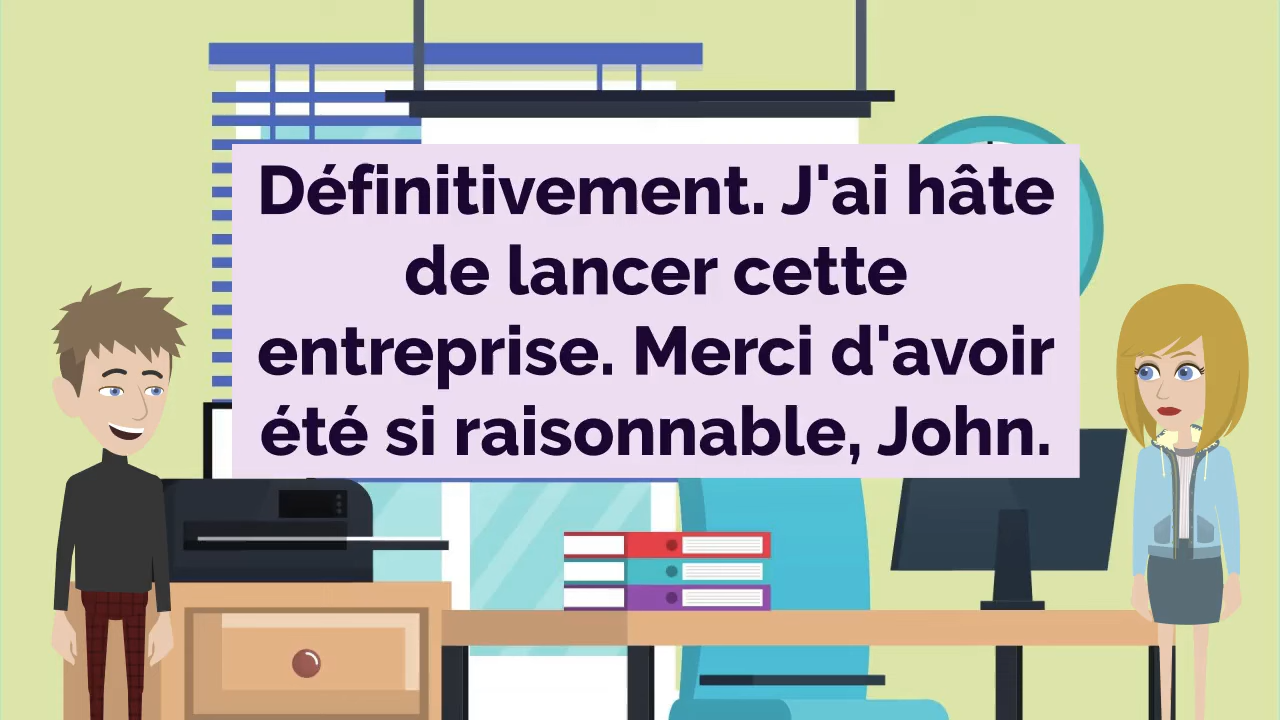 Définitivement. J'ai hâte
de lancer cette
entreprise. Merci d'avoir
été si raisonnable, John.